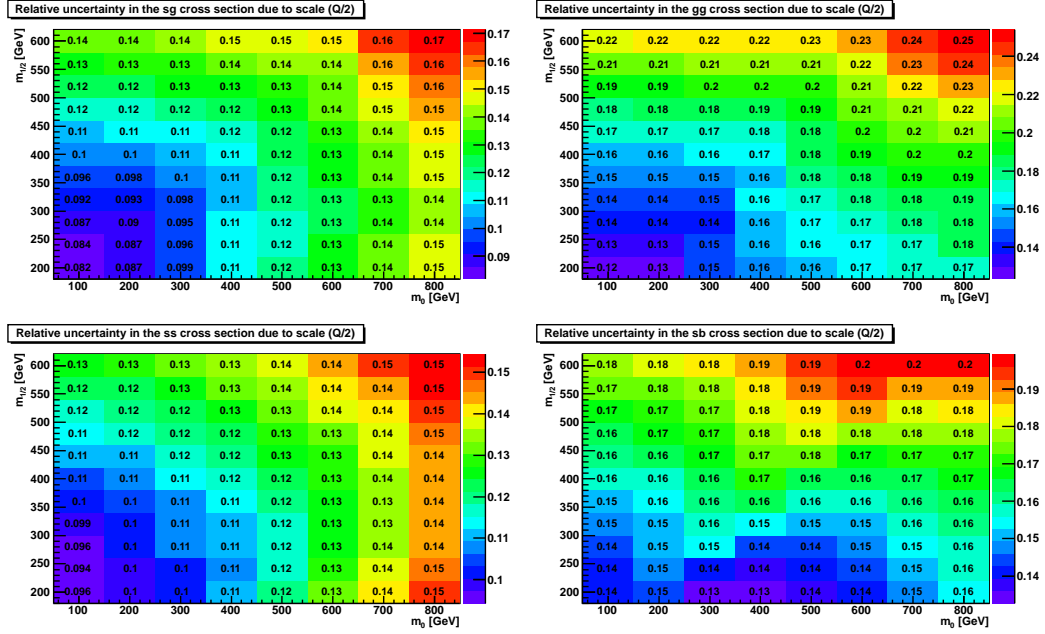 Relative uncertainty in the sg cross section due to scale (Q/2)
m1/2 [GeV]
600 0.14 0.14 0.14 0.15 0.15 0.15 0.16 0.17
550 0.13 0.13 0.13 0.14 0.14 0.14 0.16 0.16
500 0.12 0.12 0.13 0.13 0.13 0.14 0.15 0.16
0.12 0.12 0.12 0.12 0.13 0.14 0.14 0.15
450 0.11 0.11 0.11 0.12 0.12 0.13 0.14 0.15
400 0.1 0.1 0.11 0.11 0.12 0.13 0.14 0.15
350 0.096 0.098 0.1 0.11 0.12 0.13 0.14 0.15
0.092 0.093 0.098 0.11 0.12 0.13 0.13 0.14
300 0.087 0.09 0.095 0.11 0.12 0.13 0.14 0.14
250 0.084 0.087 0.096 0.11 0.12 0.13 0.14 0.15
200 0.082 0.087 0.099 0.11 0.12 0.13 0.14 0.15
100 200 300 400 500 600 700 800
m0 [GeV]
0.17
0.16
0.15
0.14
0.13
0.12
0.11
0.1
0.09
Relative uncertainty in the gg cross section due to scale (Q/2)
m1/2 [GeV]
600 0.22 0.22 0.22 0.22 0.23 0.23 0.24 0.25
550 0.21 0.21 0.21 0.21 0.21 0.22 0.23 0.24
500 0.19 0.19 0.2 0.2 0.2 0.21 0.22 0.23
0.18 0.18 0.18 0.19 0.19 0.21 0.21 0.22
450 0.17 0.17 0.17 0.18 0.18 0.2 0.2 0.21
400 0.16 0.16 0.16 0.17 0.18 0.19 0.2 0.2
350 0.15 0.15 0.15 0.16 0.18 0.18 0.19 0.19
0.14 0.14 0.15 0.16 0.17 0.18 0.18 0.19
300 0.14 0.14 0.14 0.16 0.17 0.17 0.18 0.18
250 0.13 0.13 0.15 0.16 0.16 0.17 0.17 0.18
200 0.12 0.13 0.15 0.16 0.16 0.17 0.17 0.17
100 200 300 400 500 600 700 800
m0 [GeV]
0.24
0.22
0.2
0.18
0.16
0.14
Relative uncertainty in the ss cross section due to scale (Q/2)
m1/2 [GeV]
600 0.13 0.13 0.13 0.13 0.14 0.14 0.15 0.15
550 0.12 0.12 0.13 0.13 0.13 0.14 0.14 0.15
500 0.12 0.12 0.12 0.13 0.13 0.14 0.14 0.15
0.11 0.12 0.12 0.12 0.13 0.13 0.14 0.15
450 0.11 0.11 0.12 0.12 0.13 0.13 0.14 0.14
400 0.11 0.11 0.11 0.12 0.12 0.13 0.14 0.14
350 0.1 0.1 0.11 0.11 0.12 0.13 0.14 0.14
0.099 0.1 0.11 0.11 0.12 0.13 0.13 0.14
300 0.096 0.1 0.11 0.11 0.12 0.13 0.14 0.14
250 0.094 0.1 0.1 0.11 0.12 0.13 0.14 0.14
200 0.096 0.1 0.1 0.11 0.12 0.13 0.14 0.15
100 200 300 400 500 600 700 800
m0 [GeV]
0.15
0.14
0.13
0.12
0.11
0.1
Relative uncertainty in the sb cross section due to scale (Q/2)
m1/2 [GeV]
600 0.18 0.18 0.18 0.19 0.19 0.2 0.2 0.2
550 0.17 0.18 0.18 0.18 0.19 0.19 0.19 0.19
500 0.17 0.17 0.17 0.18 0.19 0.19 0.18 0.18
0.16 0.17 0.17 0.18 0.18 0.18 0.18 0.18
450 0.16 0.16 0.17 0.17 0.18 0.17 0.17 0.17
400 0.16 0.16 0.16 0.17 0.16 0.16 0.16 0.17
350 0.15 0.16 0.16 0.16 0.16 0.16 0.16 0.16
0.15 0.15 0.16 0.15 0.15 0.15 0.16 0.16
300 0.14 0.15 0.15 0.14 0.14 0.15 0.15 0.16
250 0.14 0.15 0.14 0.14 0.14 0.14 0.15 0.16
200 0.14 0.15 0.13 0.13 0.14 0.14 0.15 0.14
100 200 300 400 500 600 700 800
m0 [GeV]
0.19
0.18
0.17
0.16
0.15
0.14